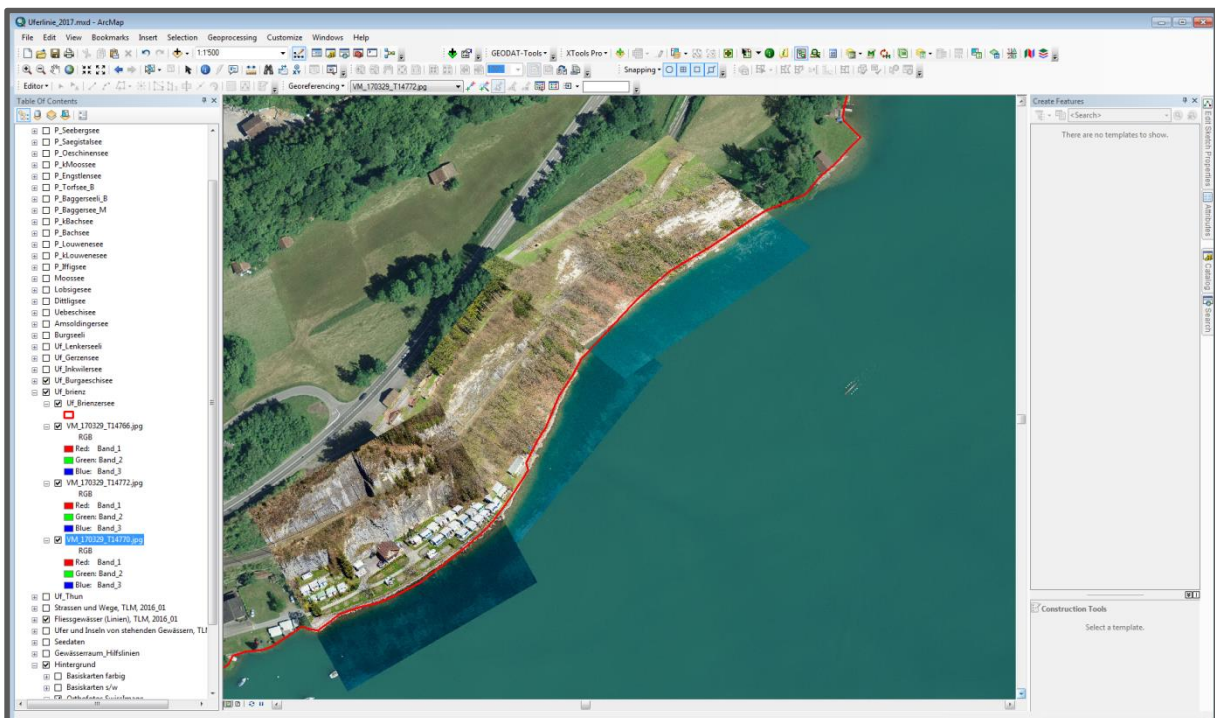 Uferlinie_2017.mxd - ArcMap
File Edit View Bookmarks Insert Selection Geoprocessing Customize Windows Help
1:1'500 GEODAT-Tools XTools Pro
Snapping
Editor Georeferencing VM_170329_T14772.jpg
Table Of Contents
P_Seebergsee
P_Saegistalsee
P_Oeschinensee
P_kMoossee
P_Engstlensee
P_Torfsee_B
P_Baggerseeli_B
P_Baggersee_M
P_kBachsee
P_Bachsee
P_Louwenesee
P_kLouwenesee
P_Iffigsee
Moossee
Lobsigesee
Dittligsee
Uebeschisee
Amsoldingersee
Burgseeli
Uf_Lenkerseeli
Uf_Gerzensee
Uf_Inkwilersee
Uf_Burgaeschisee
Uf_brienz
Uf_Brienzersee
VM_170329_T14766.jpg
RGB
Red: Band_1
Green: Band_2
Blue: Band_3
VM_170329_T14772.jpg
RGB
Red: Band_1
Green: Band_2
Blue: Band_3
VM_170329_T14770.jpg
RGB
Red: Band_1
Green: Band_2
Blue: Band_3
Uf_Thun
Strassen und Wege, TLM, 2016_01
Fliessgewässer (Linien), TLM, 2016_01
Ufer und Inseln von stehenden Gewässern, TLM
Seedaten
Gewässerraum_Hilfslinien
Hintergrund
Basiskarten farbig
Basiskarten s/w
Orthofotos SwissImage
Create Features
<Search>
There are no templates to show.
Construction Tools
Select a template.
Edit Sketch Properties
Attributes
Catalog
Search